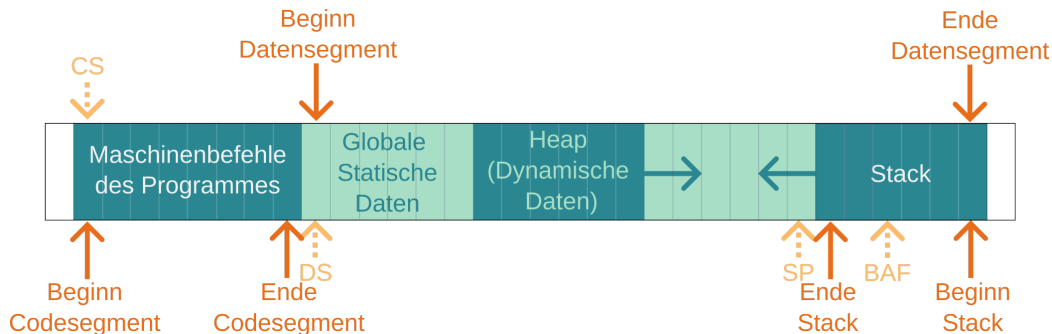 Beginn
Datensegment
Ende
Datensegment
CS
Maschinenbefehle
des Programmes
Globale
Statische
Daten
Heap
(Dynamische
Daten)
Stack
DS
SP
BAF
Beginn
Codesegment
Ende
Codesegment
Ende
Stack
Beginn
Stack